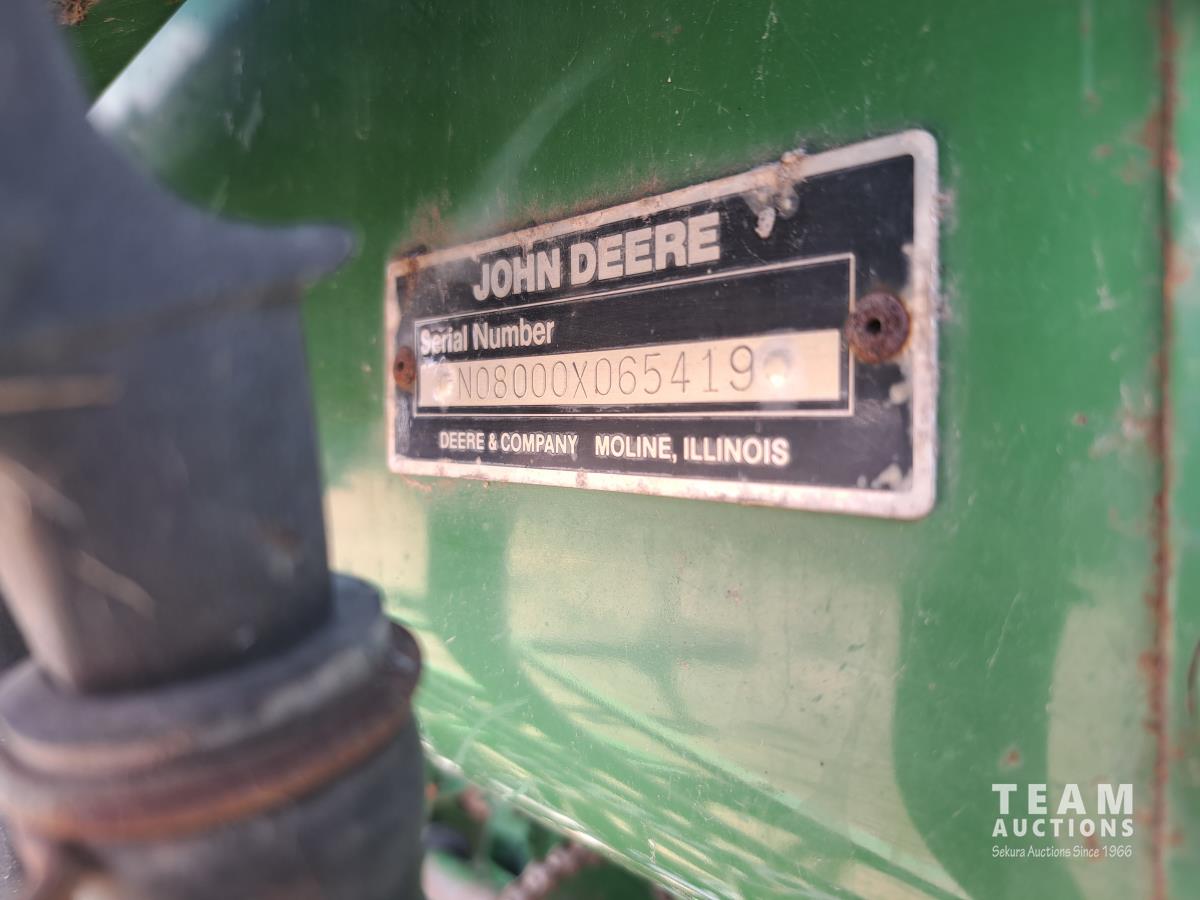 JOHN DEERE
Serial Number
N08000X065419
DEERE & COMPANY MOLINE, ILLINOIS
TEAM
AUCTIONS
Sekura Auctions Since 1966